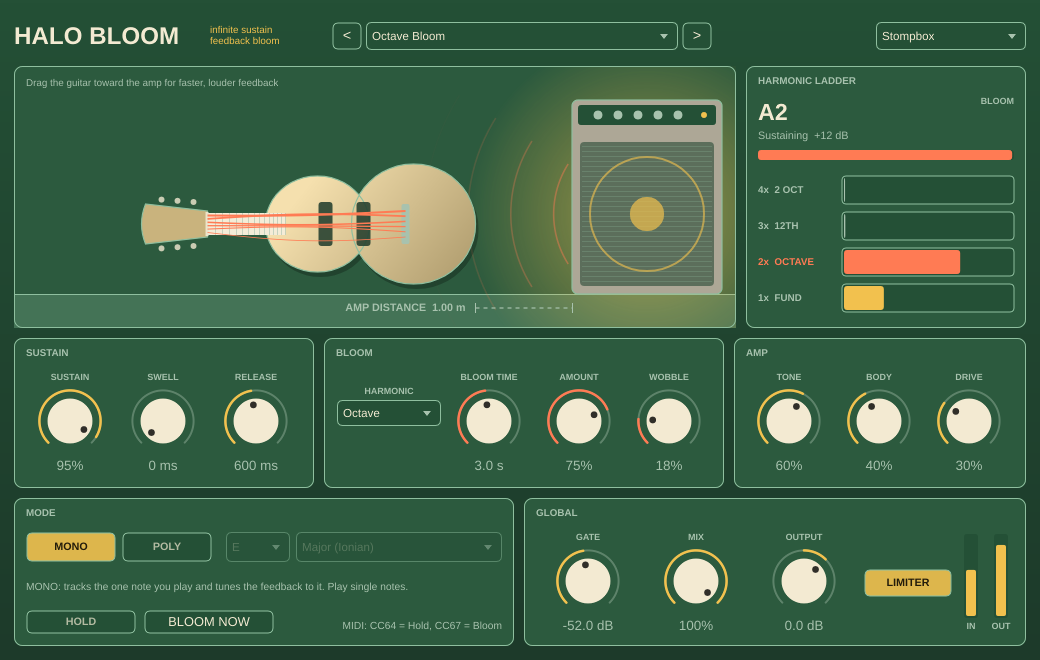 HALO BLOOM
infinite sustain
feedback bloom
<
Octave Bloom
>
Stompbox
Drag the guitar toward the amp for faster, louder feedback
AMP DISTANCE 1.00 m
HARMONIC LADDER
A2
BLOOM
Sustaining +12 dB
4x 2 OCT
3x 12TH
2x OCTAVE
1x FUND
SUSTAIN
SUSTAIN SWELL RELEASE
95% 0 ms 600 ms
BLOOM
HARMONIC
Octave
BLOOM TIME AMOUNT WOBBLE
3.0 s 75% 18%
AMP
TONE BODY DRIVE
60% 40% 30%
MODE
MONO POLY E Major (Ionian)
MONO: tracks the one note you play and tunes the feedback to it. Play single notes.
HOLD BLOOM NOW MIDI: CC64 = Hold, CC67 = Bloom
GLOBAL
GATE MIX OUTPUT
-52.0 dB 100% 0.0 dB
LIMITER
IN OUT